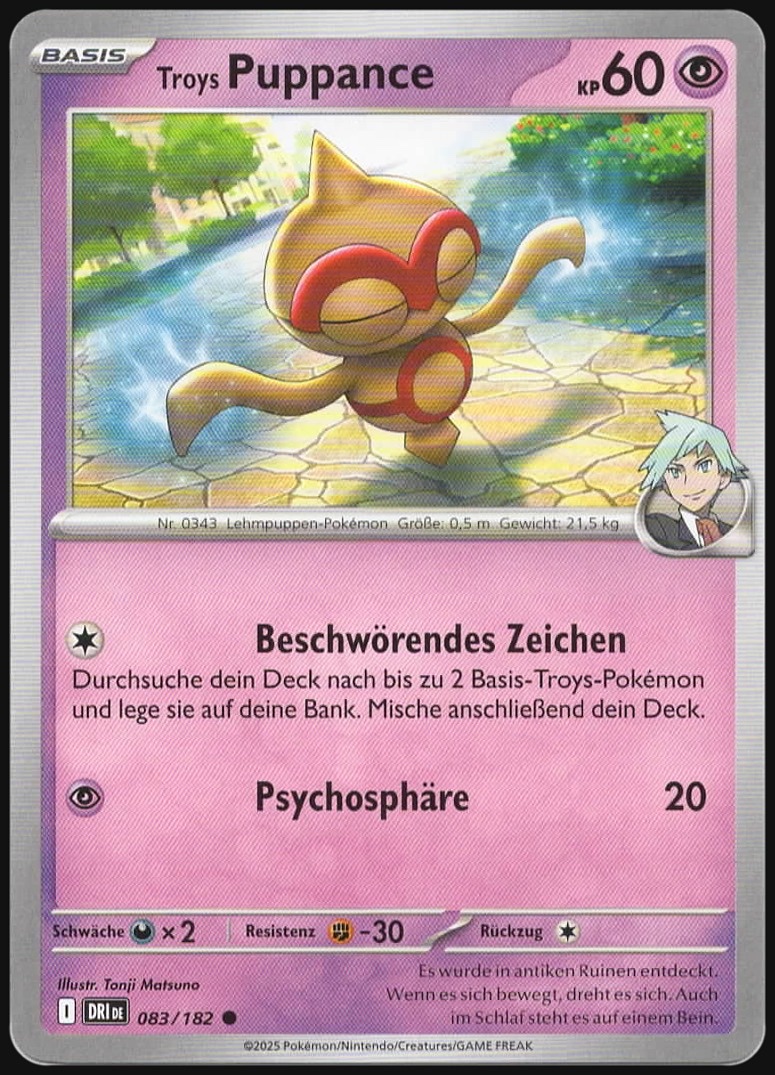 BASIS
Troys Puppance KP 60
Nr. 0343 Lehmpuppen-Pokémon Größe: 0,5 m Gewicht: 21,5 kg
Beschwörendes Zeichen
Durchsuche dein Deck nach bis zu 2 Basis-Troys-Pokémon
und lege sie auf deine Bank. Mische anschließend dein Deck.
Psychosphäre 20
Schwäche ×2 Resistenz -30 Rückzug
Illustr. Tonji Matsuno
I DRI DE 083/182
Es wurde in antiken Ruinen entdeckt.
Wenn es sich bewegt, dreht es sich. Auch
im Schlaf steht es auf einem Bein.
©2025 Pokémon/Nintendo/Creatures/GAME FREAK